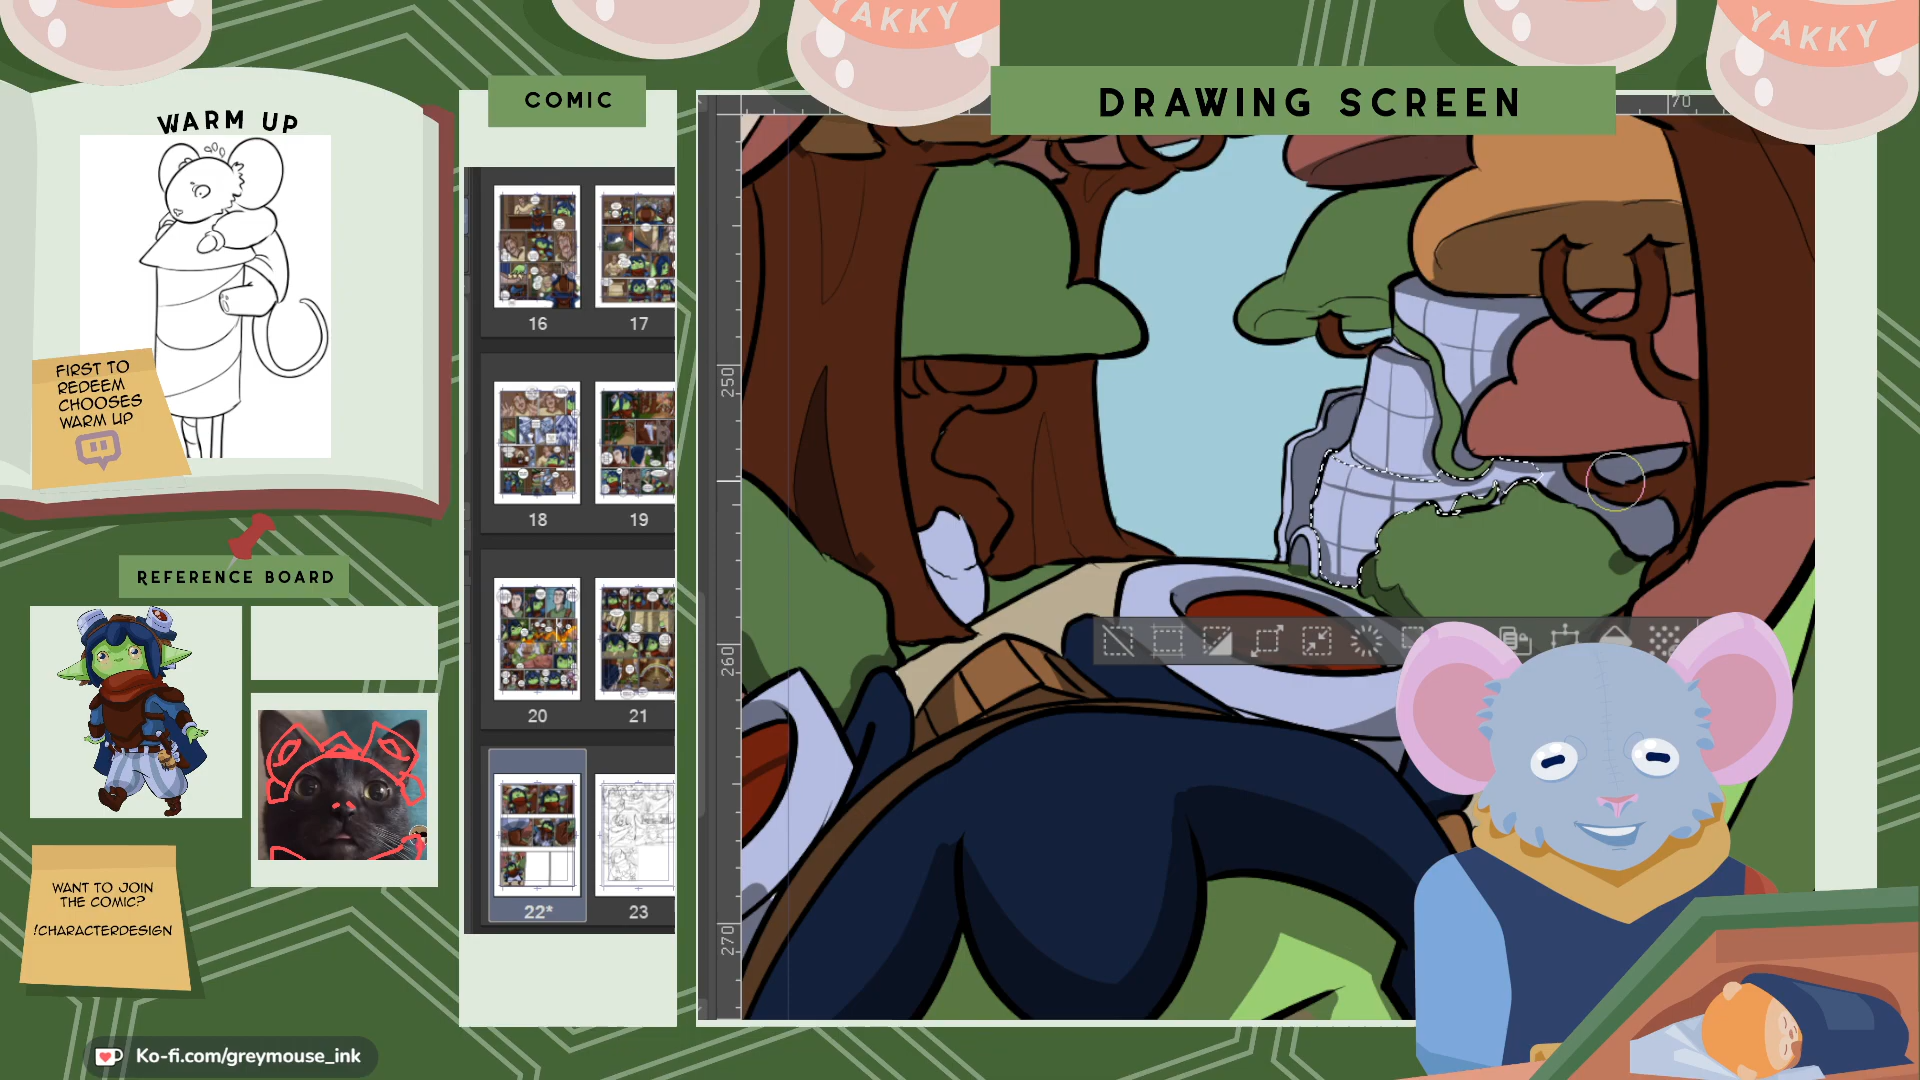 YAKKY
YAKKY
WARM UP
COMIC
DRAWING SCREEN
70
FIRST TO
REDEEM
CHOOSES
WARM UP
16
17
18
19
20
21
22*
23
250
260
270
REFERENCE BOARD
WANT TO JOIN
THE COMIC?
!CHARACTERDESIGN
Ko-fi.com/greymouse_ink